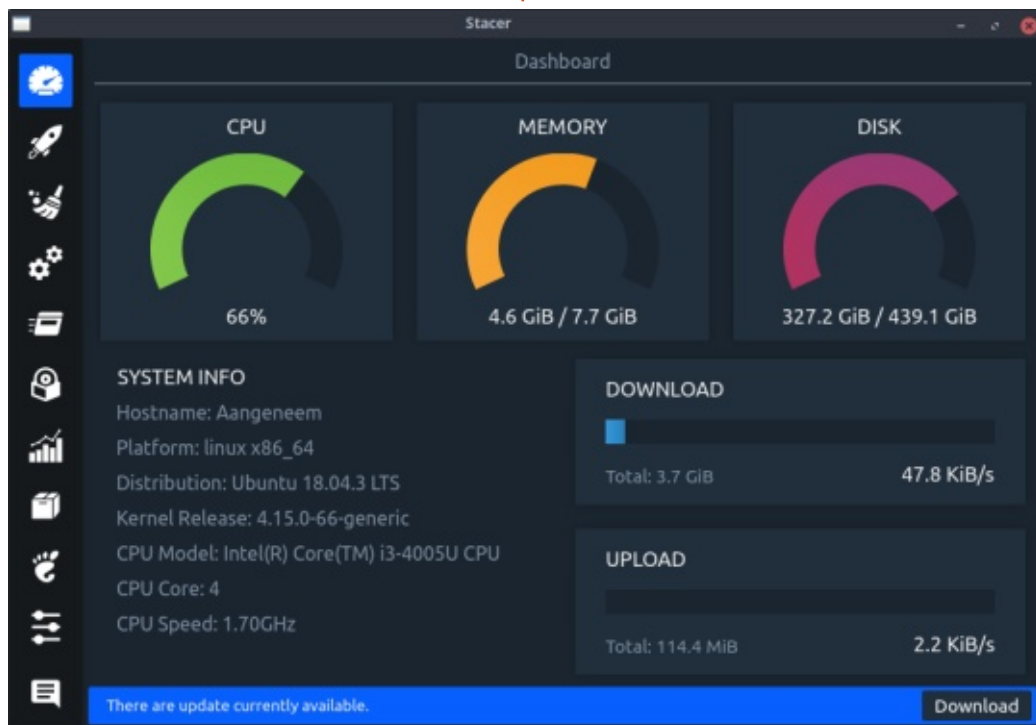 Stacer
Dashboard
CPU
66%
MEMORY
4.6 GiB / 7.7 GiB
DISK
327.2 GiB / 439.1 GiB
SYSTEM INFO
Hostname: Aangeneem
Platform: linux x86_64
Distribution: Ubuntu 18.04.3 LTS
Kernel Release: 4.15.0-66-generic
CPU Model: Intel(R) Core(TM) i3-4005U CPU
CPU Core: 4
CPU Speed: 1.70GHz
DOWNLOAD
Total: 3.7 GiB 47.8 KiB/s
UPLOAD
Total: 114.4 MiB 2.2 KiB/s
There are update currently available. Download